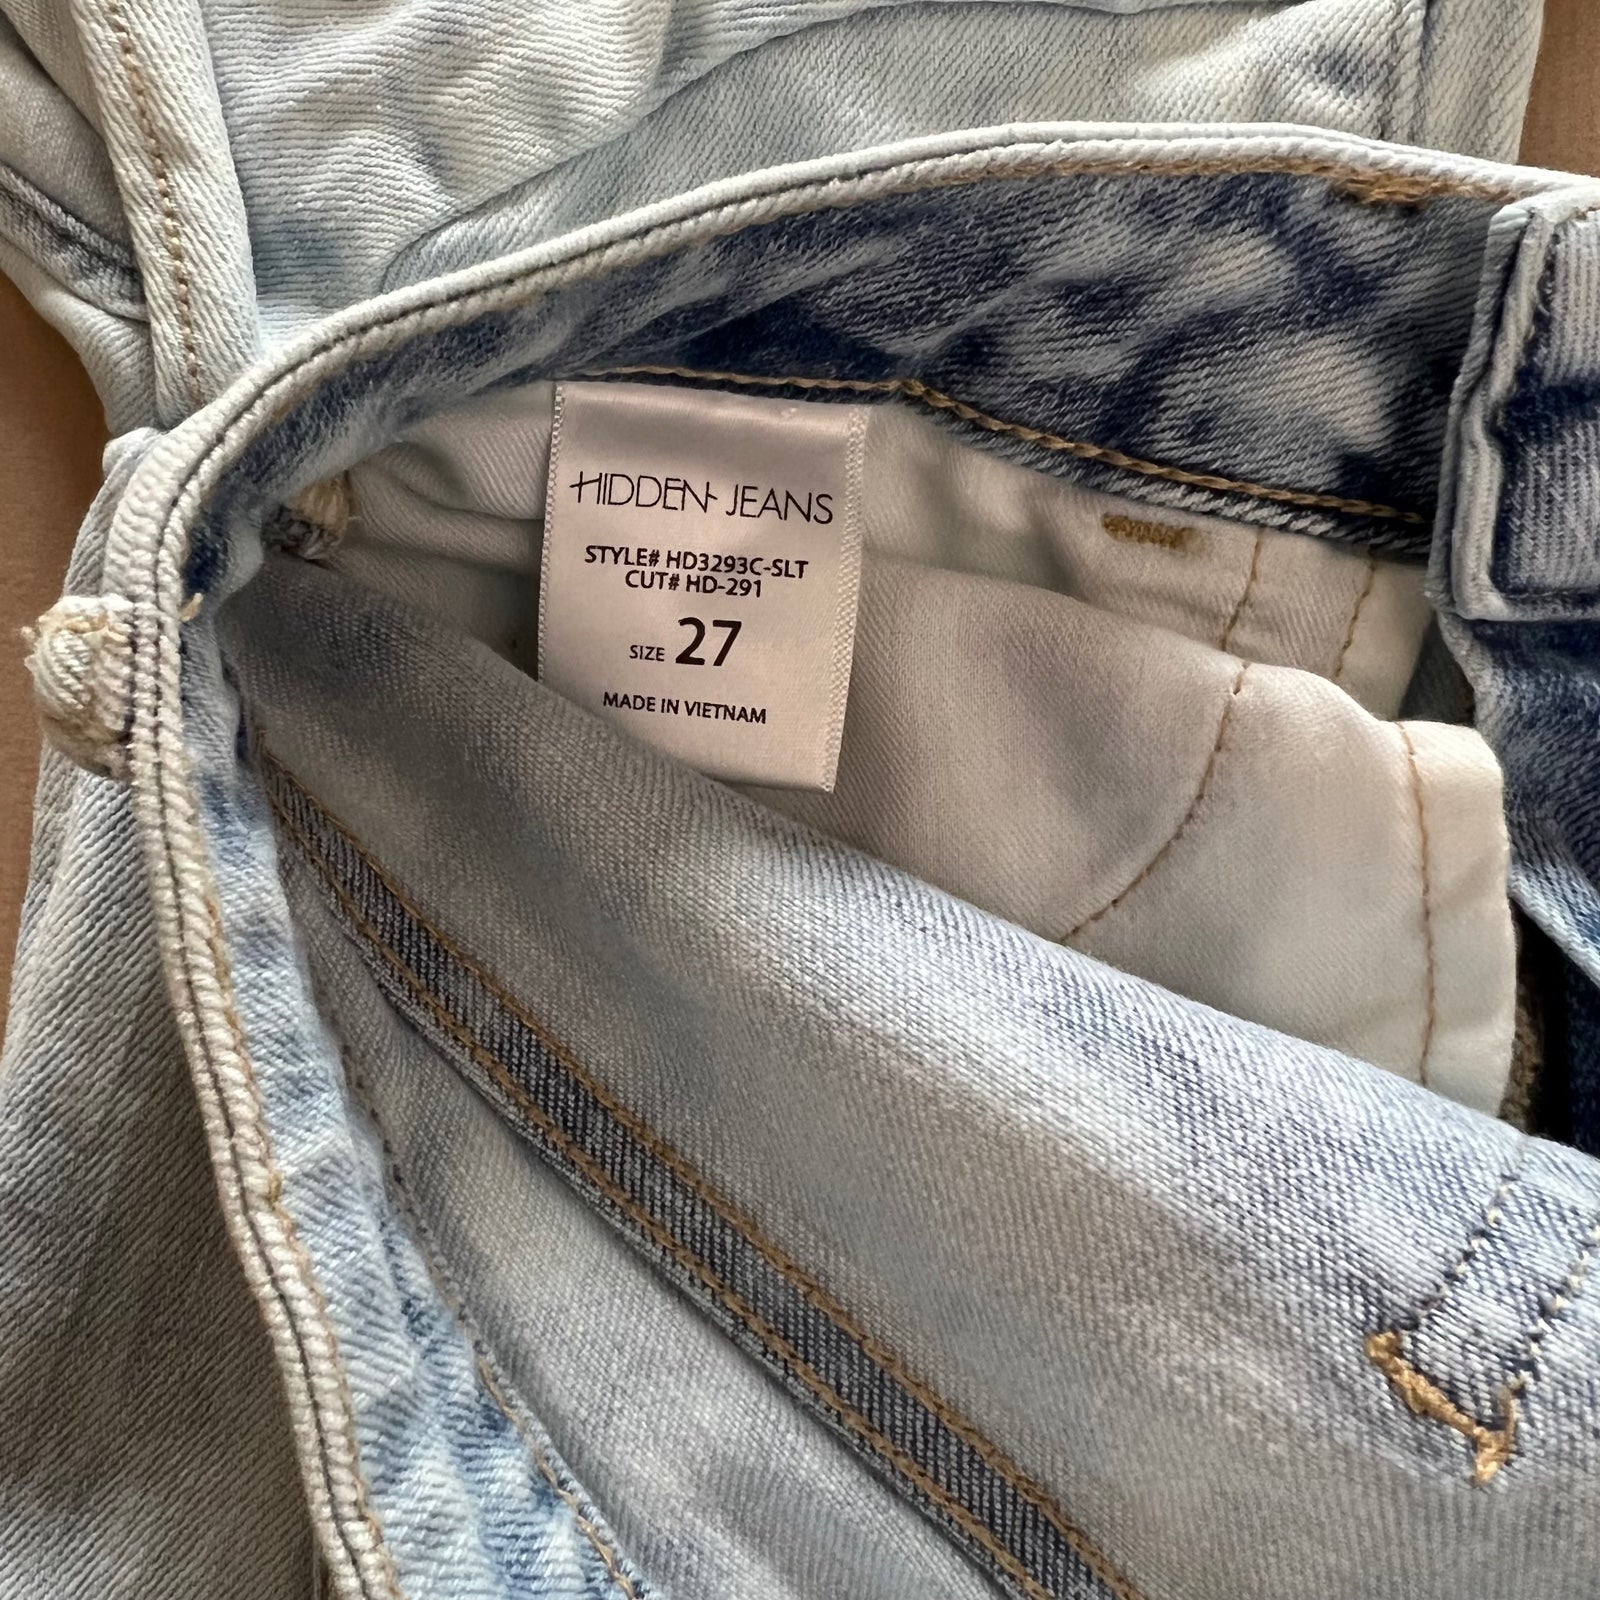 HIDDEN JEANS
STYLE# HD3293C-SLT
CUT# HD-291
SIZE 27
MADE IN VIETNAM